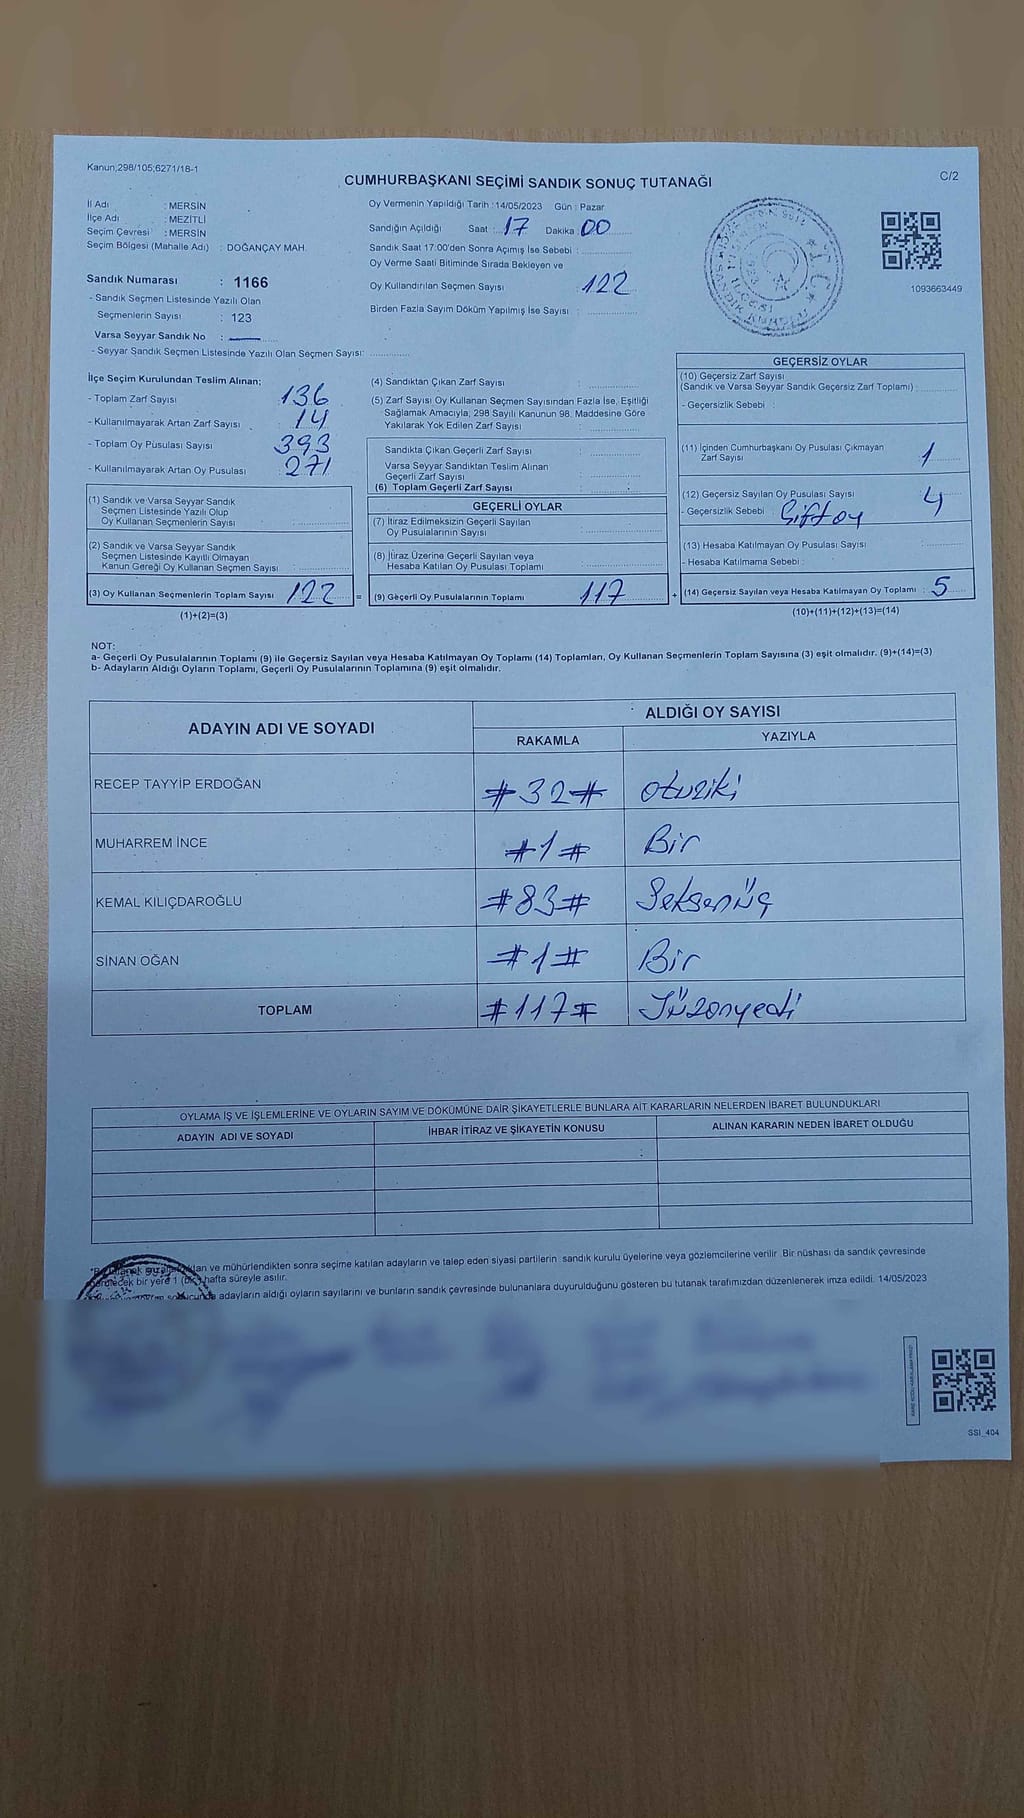 Kanun;298/105;6271/18-1
C/2
CUMHURBAŞKANI SEÇİMİ SANDIK SONUÇ TUTANAĞI
İl Adı : MERSİN
İlçe Adı : MEZİTLİ
Seçim Çevresi : MERSİN
Seçim Bölgesi (Mahalle Adı) : DOĞANÇAY MAH.
Oy Vermenin Yapıldığı Tarih :14/05/2023 Gün : Pazar
Sandığın Açıldığı Saat : 17 Dakika : 00
Sandık Saat 17:00'den Sonra Açımış İse Sebebi :
Oy Verme Saati Bitiminde Sırada Bekleyen ve
Oy Kullandırılan Seçmen Sayısı : 122
Birden Fazla Sayım Döküm Yapılmış İse Sayısı :
1093663449
Sandık Numarası : 1166
- Sandık Seçmen Listesinde Yazılı Olan
Seçmenlerin Sayısı : 123
Varsa Seyyar Sandık No :
- Seyyar Sandık Seçmen Listesinde Yazılı Olan Seçmen Sayısı:
İlçe Seçim Kurulundan Teslim Alınan:
- Toplam Zarf Sayısı 136
- Kullanılmayarak Artan Zarf Sayısı : 14
- Toplam Oy Pusulası Sayısı 393
- Kullanılmayarak Artan Oy Pusulası : 271
(1) Sandık ve Varsa Seyyar Sandık
Seçmen Listesinde Yazılı Olup
Oy Kullanan Seçmenlerin Sayısı :
(2) Sandık ve Varsa Seyyar Sandık
Seçmen Listesinde Kayıtlı Olmayan
Kanun Gereği Oy Kullanan Seçmen Sayısı :
(3) Oy Kullanan Seçmenlerin Toplam Sayısı : 122 =
(1)+(2)=(3)
(4) Sandıktan Çıkan Zarf Sayısı :
(5) Zarf Sayısı Oy Kullanan Seçmen Sayısından Fazla İse, Eşitliği
Sağlamak Amacıyla, 298 Sayılı Kanunun 98. Maddesine Göre
Yakılarak Yok Edilen Zarf Sayısı :
Sandıkta Çıkan Geçerli Zarf Sayısı :
Varsa Seyyar Sandıktan Teslim Alınan
Geçerli Zarf Sayısı :
(6) Toplam Geçerli Zarf Sayısı :
GEÇERLİ OYLAR
(7) İtiraz Edilmeksizin Geçerli Sayılan
Oy Pusulalarının Sayısı :
(8) İtiraz Üzerine Geçerli Sayılan veya
Hesaba Katılan Oy Pusulası Toplamı :
(9) Geçerli Oy Pusulalarının Toplamı : 117 +
GEÇERSİZ OYLAR
(10) Geçersiz Zarf Sayısı
(Sandık ve Varsa Seyyar Sandık Geçersiz Zarf Toplamı) :
- Geçersizlik Sebebi :
(11) İçinden Cumhurbaşkanı Oy Pusulası Çıkmayan
Zarf Sayısı : 1
(12) Geçersiz Sayılan Oy Pusulası Sayısı : 4
- Geçersizlik Sebebi : Çift oy
(13) Hesaba Katılmayan Oy Pusulası Sayısı :
- Hesaba Katılmama Sebebi :
(14) Geçersiz Sayılan veya Hesaba Katılmayan Oy Toplamı : 5
(10)+(11)+(12)+(13)=(14)
NOT:
a- Geçerli Oy Pusulalarının Toplamı (9) ile Geçersiz Sayılan veya Hesaba Katılmayan Oy Toplamı (14) Toplamları, Oy Kullanan Seçmenlerin Toplam Sayısına (3) eşit olmalıdır. (9)+(14)=(3)
b- Adayların Aldığı Oyların Toplamı, Geçerli Oy Pusulalarının Toplamına (9) eşit olmalıdır.
ADAYIN ADI VE SOYADI
ALDIĞI OY SAYISI
RAKAMLA YAZIYLA
RECEP TAYYİP ERDOĞAN #32# otuziki
MUHARREM İNCE #1# Bir
KEMAL KILIÇDAROĞLU #83# Seksenüç
SİNAN OĞAN #1# Bir
TOPLAM #117# Yüzonyedi
OYLAMA İŞ VE İŞLEMLERİNE VE OYLARIN SAYIM VE DÖKÜMÜNE DAİR ŞİKAYETLERLE BUNLARA AİT KARARLARIN NELERDEN İBARET BULUNDUKLARI
ADAYIN ADI VE SOYADI İHBAR İTİRAZ VE ŞİKAYETİN KONUSU ALINAN KARARIN NEDEN İBARET OLDUĞU
ve mühürlendikten sonra seçime katılan adayların ve talep eden siyasi partilerin sandık kurulu üyelerine veya gözlemcilerine verilir. Bir nüshası da sandık çevresinde
bir yere 1 hafta süreyle asılır.
adayların aldığı oyların sayılarını ve bunların sandık çevresinde bulunanlara duyurulduğunu gösteren bu tutanak tarafımızdan düzenlenerek imza edildi. 14/05/2023
SSİ_404